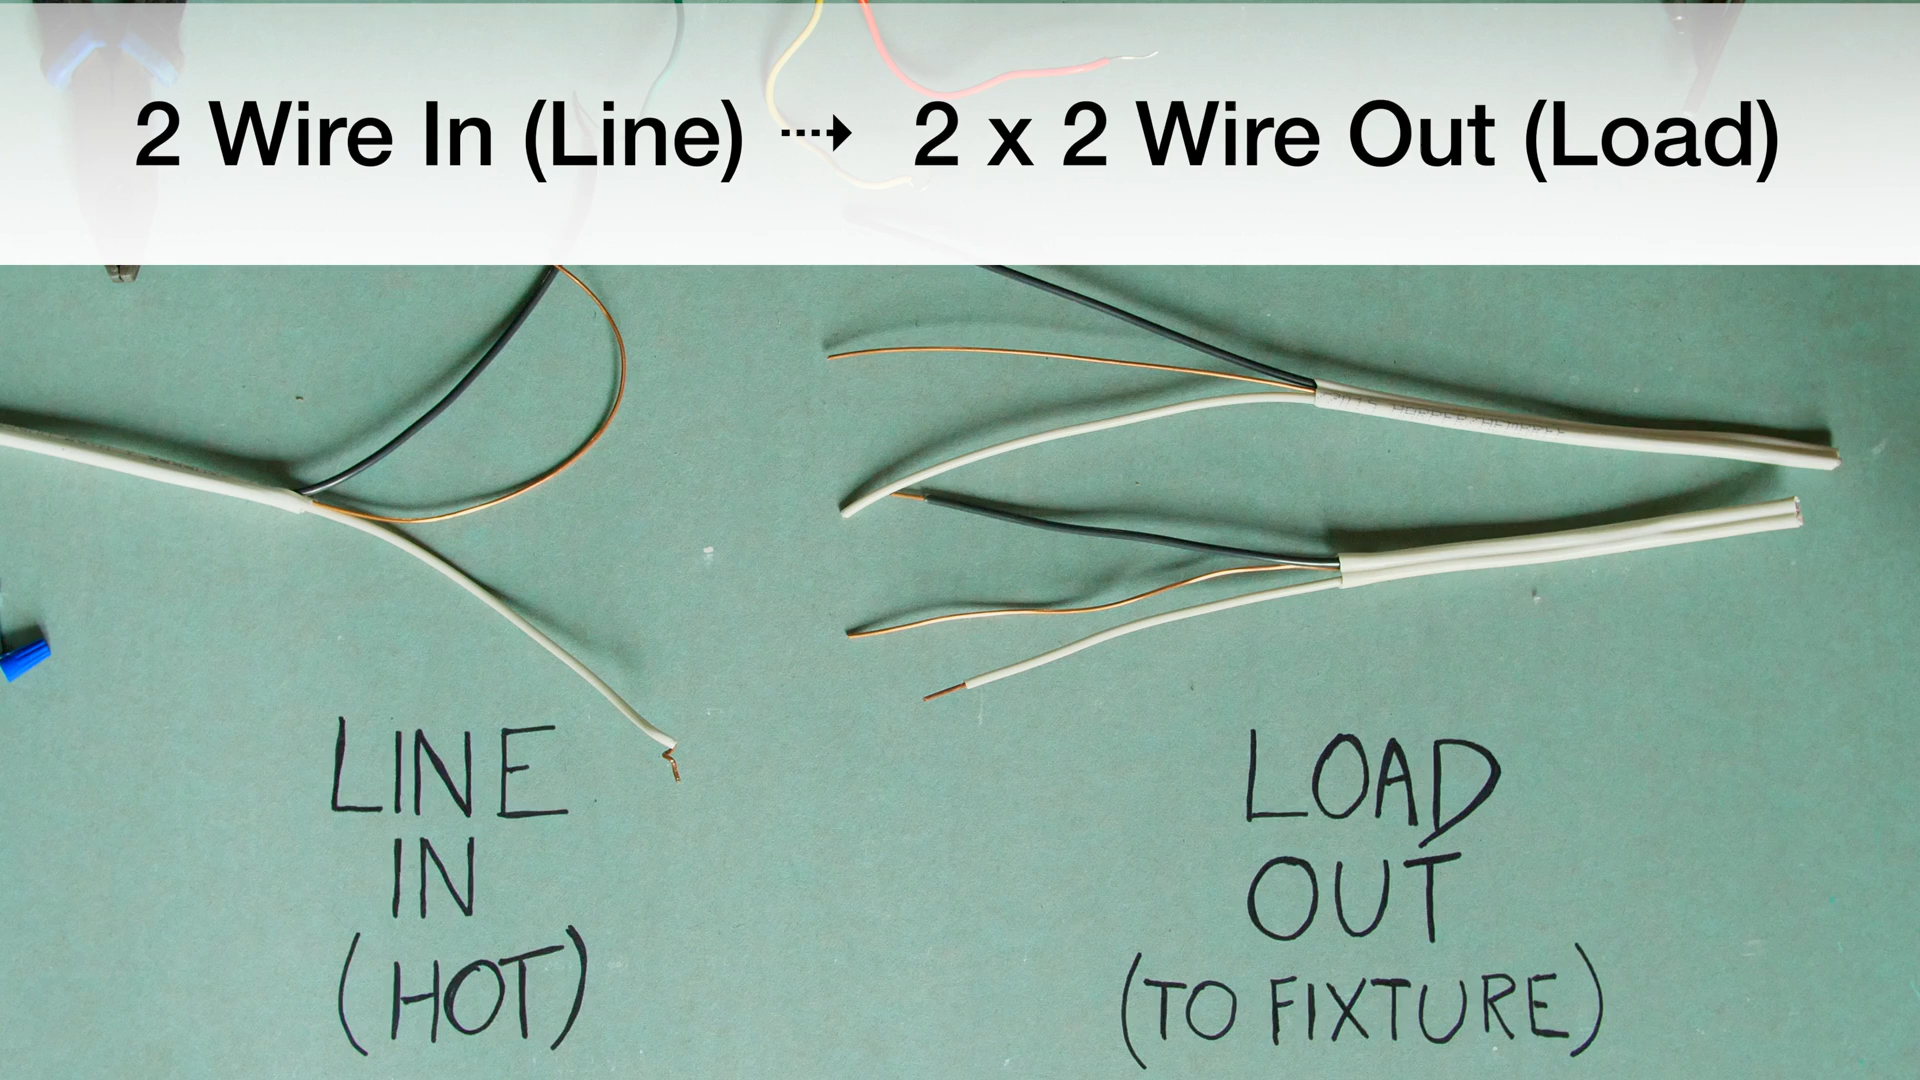 2 Wire In (Line) ⇢ 2 x 2 Wire Out (Load)
LINE
IN
(HOT)
LOAD
OUT
(TO FIXTURE)